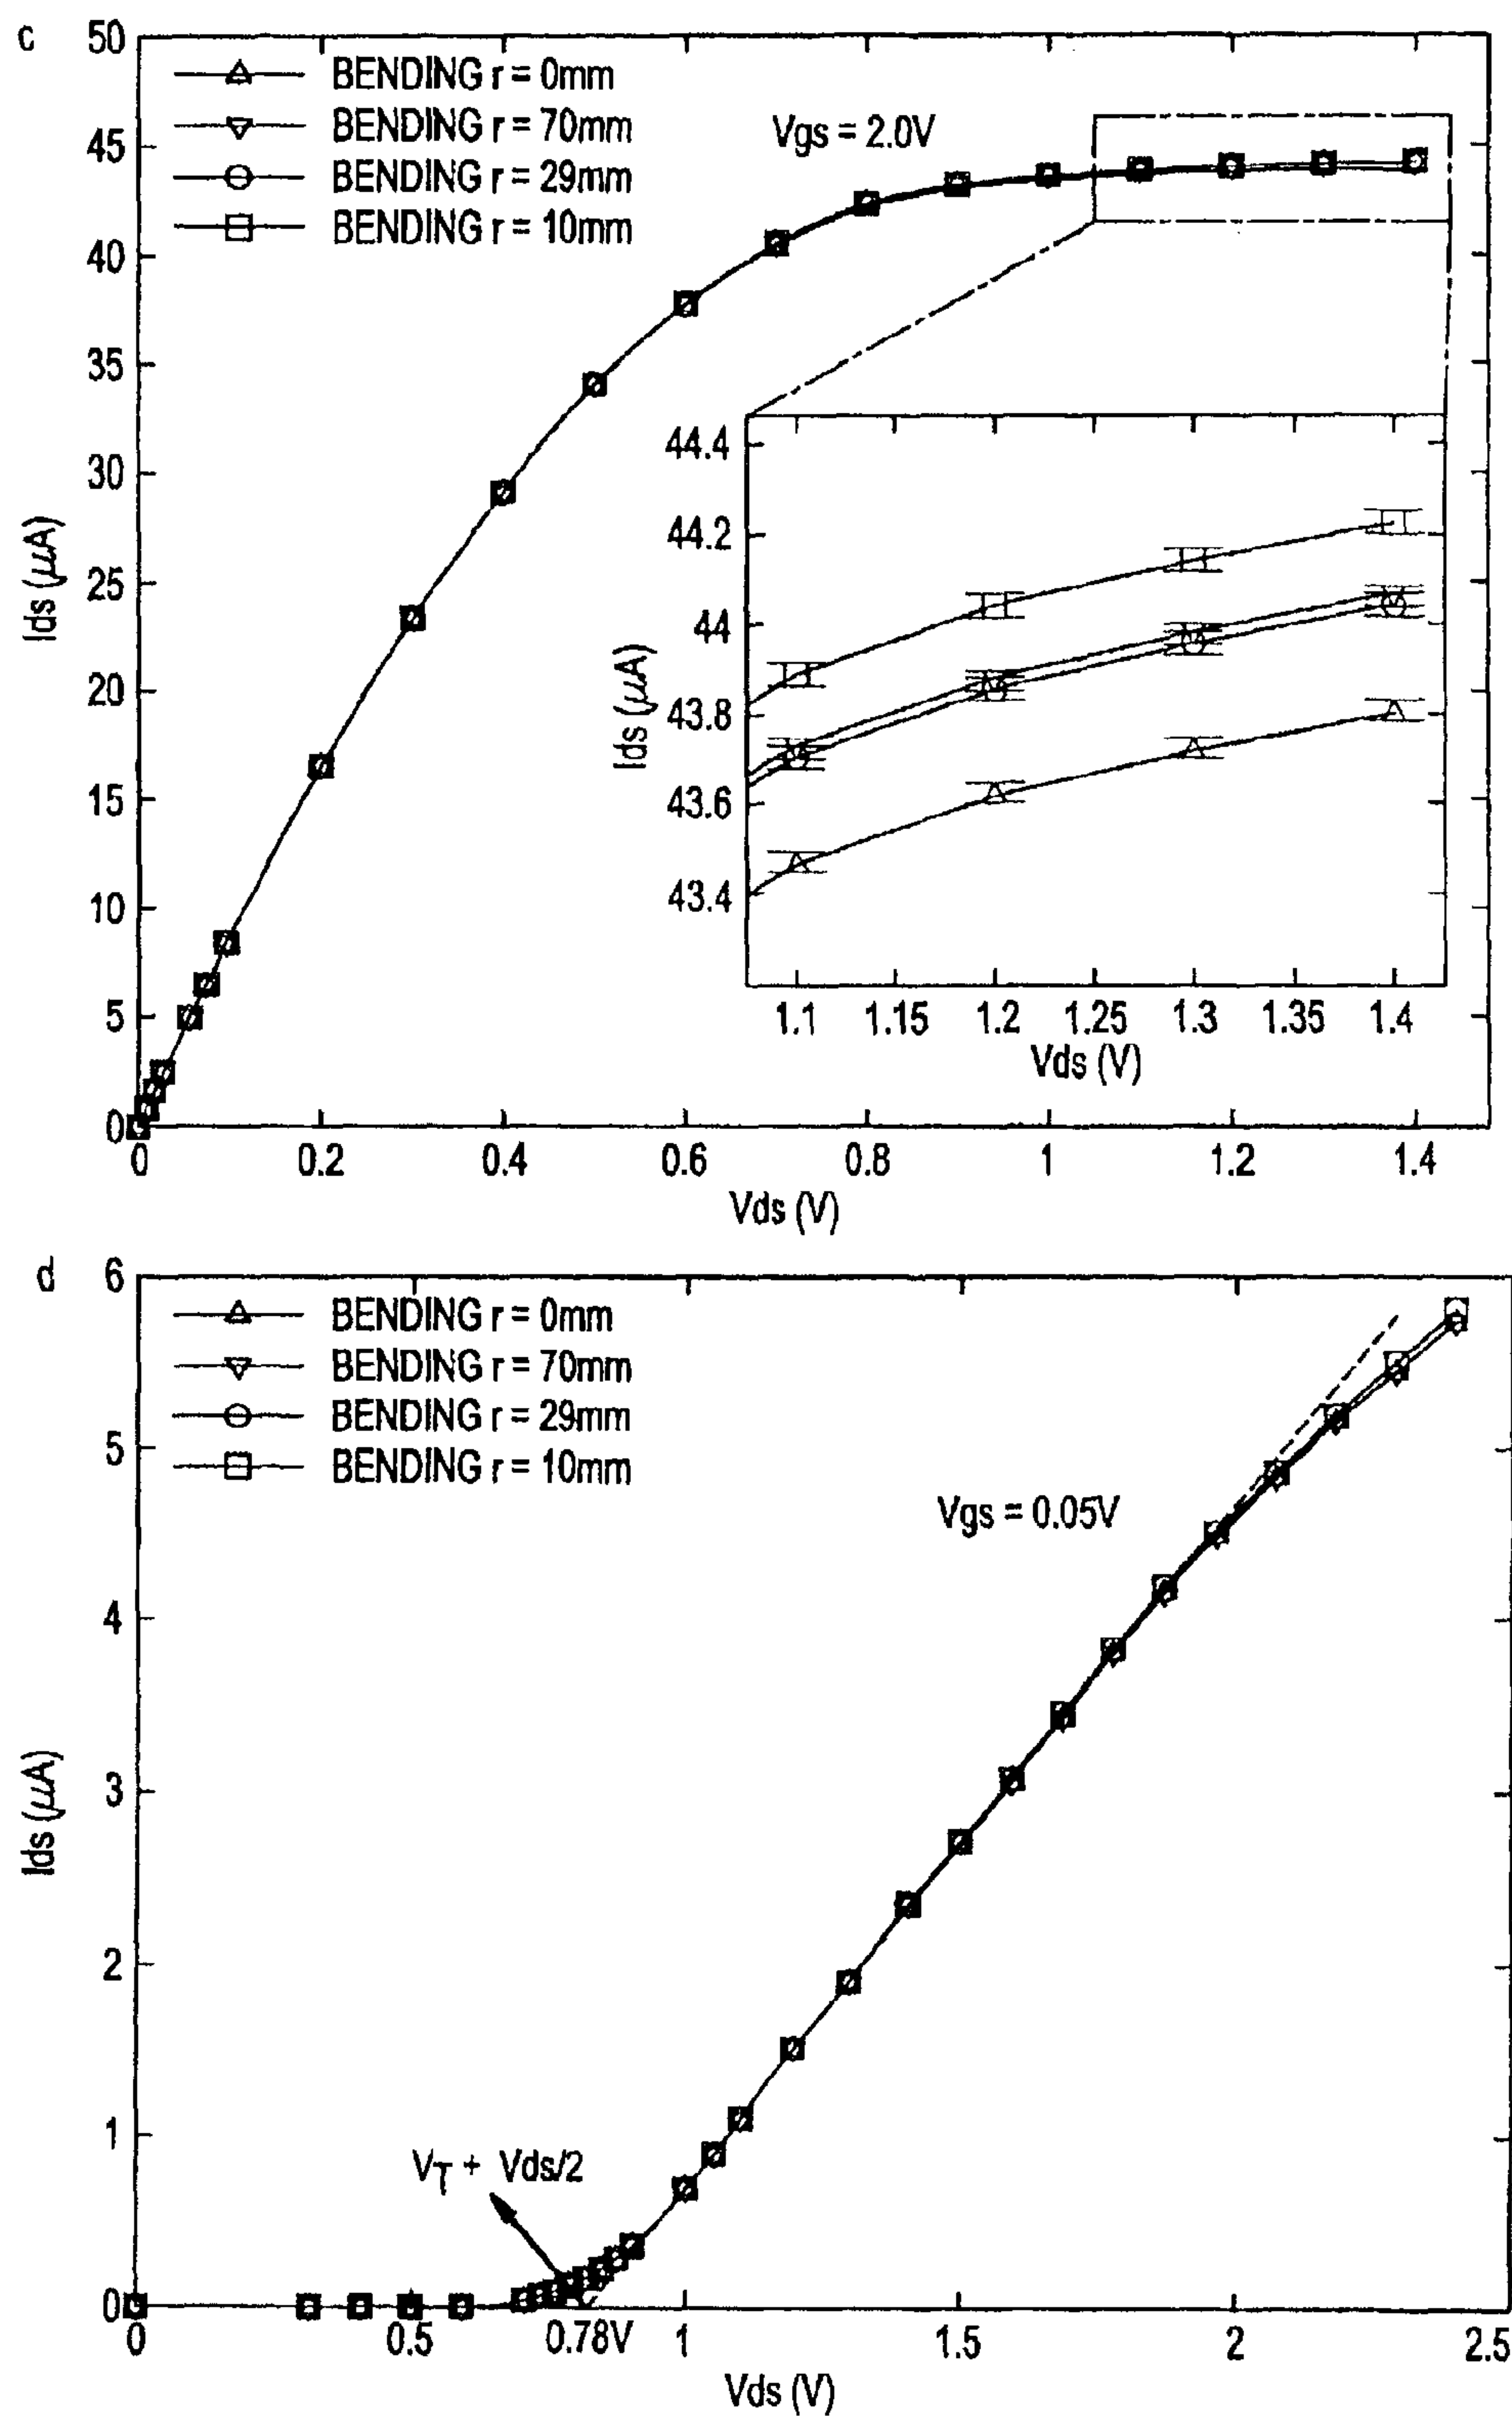 c
50
45
40
35
30
25
20
15
10
5
0
Ids (μA)
BENDING r = 0mm
BENDING r = 70mm
BENDING r = 29mm
BENDING r = 10mm
Vgs = 2.0V
44.4
44.2
44
43.8
43.6
43.4
Ids (μA)
1.1 1.15 1.2 1.25 1.3 1.35 1.4
Vds (V)
0 0.2 0.4 0.6 0.8 1 1.2 1.4
Vds (V)
d
6
5
4
3
2
1
0
Ids (μA)
BENDING r = 0mm
BENDING r = 70mm
BENDING r = 29mm
BENDING r = 10mm
Vgs = 0.05V
VT + Vds/2
0 0.5 0.78V 1 1.5 2 2.5
Vds (V)